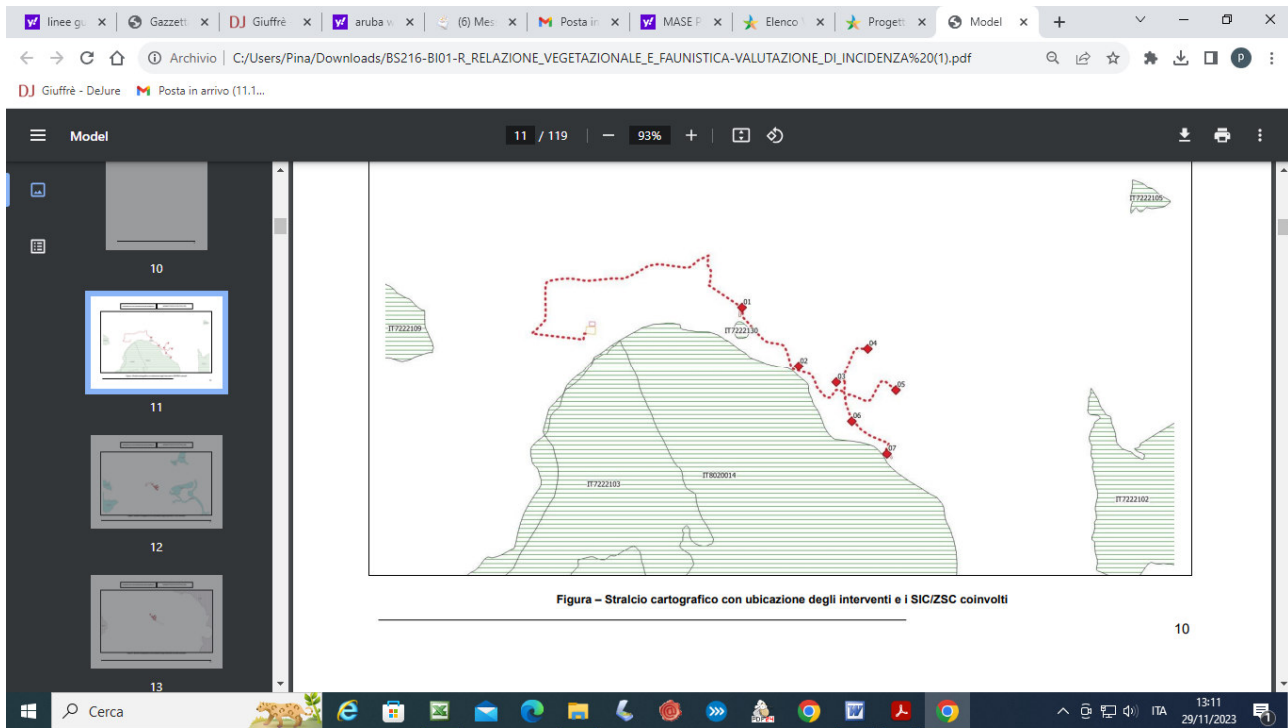 linee gu
Gazzett
DJ Giuffrè
aruba w
(6) Mes
Posta in
MASE P
Elenco
Progett
Model
Archivio
C:/Users/Pina/Downloads/BS216-BI01-R_RELAZIONE_VEGETAZIONALE_E_FAUNISTICA-VALUTAZIONE_DI_INCIDENZA%20(1).pdf
P
DJ Giuffrè - DeJure
Posta in arrivo (11.1...
Model
11 / 119
93%
10
11
12
13
IT7222105
IT7222109
01
IT7222130
02
03
04
05
06
07
IT7222103
IT8020014
IT7222102
Figura – Stralcio cartografico con ubicazione degli interventi e i SIC/ZSC coinvolti
10
Cerca
ITA
13:11
29/11/2023